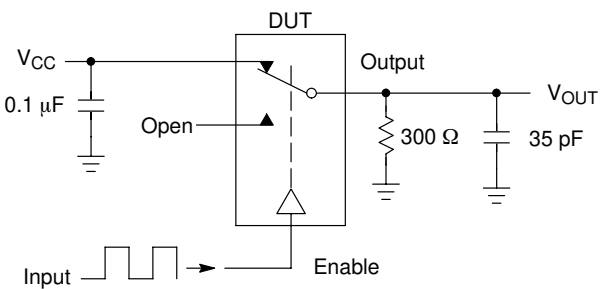 DUT
VCC
Output
VOUT
0.1 μF
Open
300 Ω
35 pF
Input
Enable